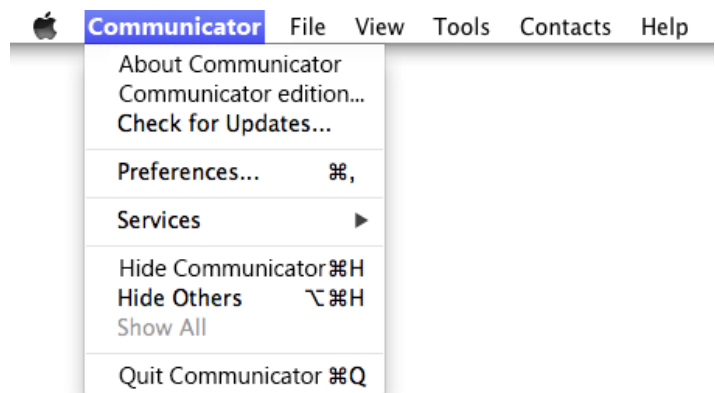 Communicator File View Tools Contacts Help
About Communicator
Communicator edition...
Check for Updates...
Preferences... ⌘,
Services ▶
Hide Communicator ⌘H
Hide Others ⌥⌘H
Show All
Quit Communicator ⌘Q